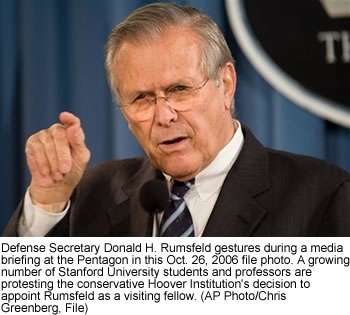 THE
Defense Secretary Donald H. Rumsfeld gestures during a media
briefing at the Pentagon in this Oct. 26, 2006 file photo. A growing
number of Stanford University students and professors are
protesting the conservative Hoover Institution's decision to
appoint Rumsfeld as a visiting fellow. (AP Photo/Chris
Greenberg, File)